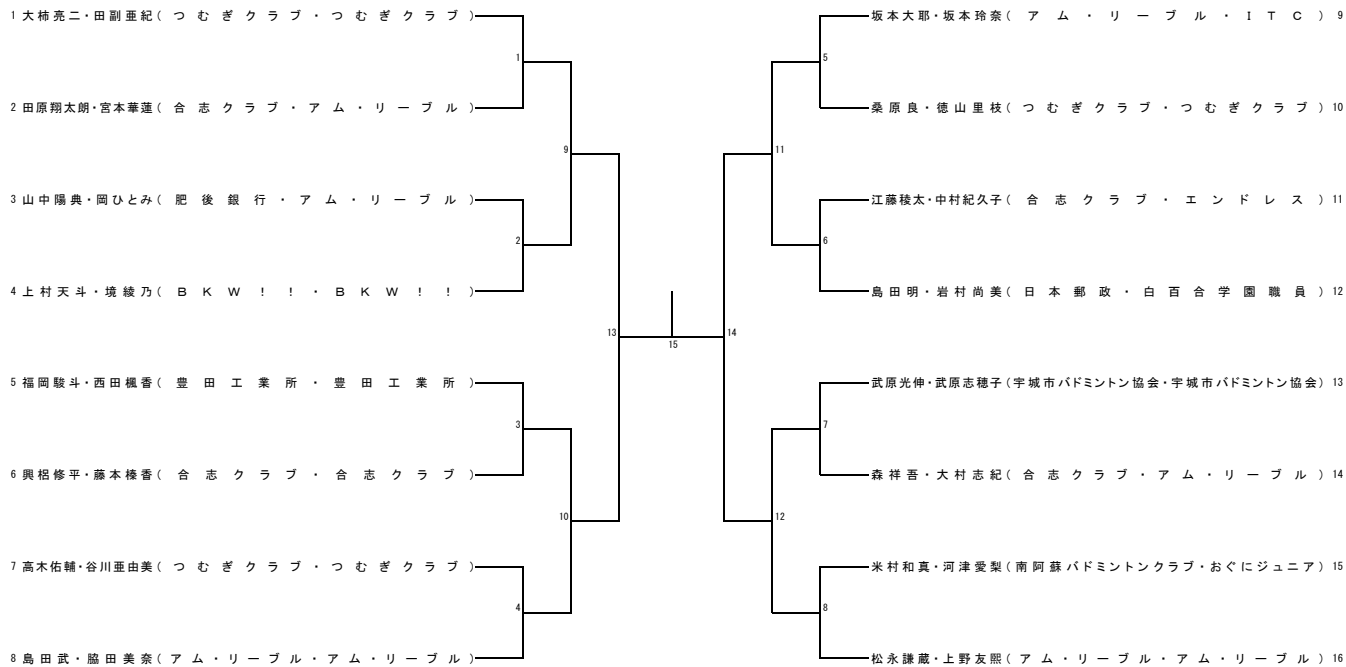 1 大柿亮二・田副亜紀(つむぎクラブ・つむぎクラブ)
2 田原翔太朗・宮本華蓮(合志クラブ・アム・リーブル)
3 山中陽典・岡ひとみ(肥後銀行・アム・リーブル)
4 上村天斗・境綾乃(BKW!!・BKW!!)
5 福岡駿斗・西田楓香(豊田工業所・豊田工業所)
6 興梠修平・藤本榛香(合志クラブ・合志クラブ)
7 高木佑輔・谷川亜由美(つむぎクラブ・つむぎクラブ)
8 島田武・脇田美奈(アム・リーブル・アム・リーブル)
1
2
3
4
9
10
13
15
14
11
12
5
6
7
8
坂本大耶・坂本玲奈(アム・リーブル・ITC) 9
桑原良・徳山里枝(つむぎクラブ・つむぎクラブ) 10
江藤稜太・中村紀久子(合志クラブ・エンドレス) 11
島田明・岩村尚美(日本郵政・白百合学園職員) 12
武原光伸・武原志穂子(宇城市バドミントン協会・宇城市バドミントン協会) 13
森祥吾・大村志紀(合志クラブ・アム・リーブル) 14
米村和真・河津愛梨(南阿蘇バドミントンクラブ・おぐにジュニア) 15
松永謙蔵・上野友熙(アム・リーブル・アム・リーブル) 16